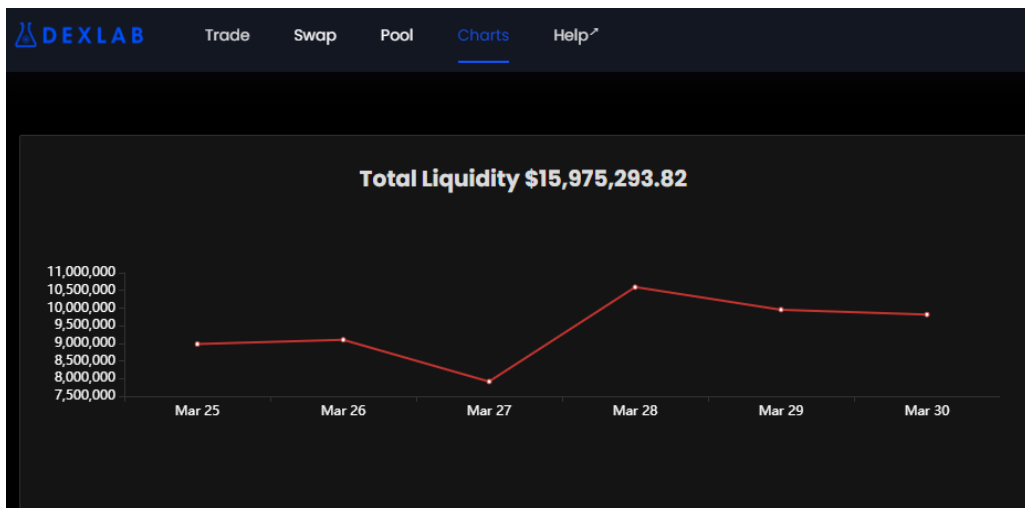 DEXLAB Trade Swap Pool Charts Help↗
Total Liquidity $15,975,293.82
11,000,000
10,500,000
10,000,000
9,500,000
9,000,000
8,500,000
8,000,000
7,500,000
Mar 25 Mar 26 Mar 27 Mar 28 Mar 29 Mar 30